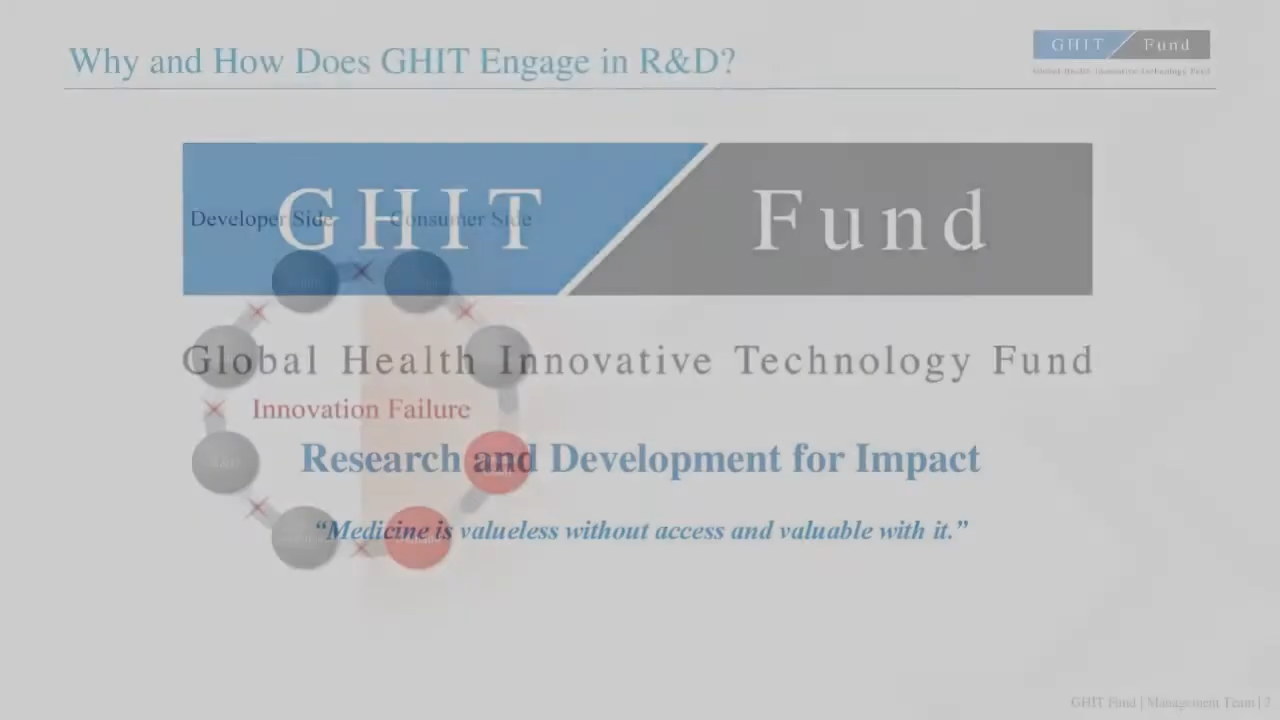 Why and How Does GHIT Engage in R&D?
GHIT Fund
Global Health Innovative Technology Fund
GHIT Fund
Developer Side
Consumer Side
Global Health Innovative Technology Fund
Innovation Failure
Research and Development for Impact
R&D
“Medicine is valueless without access and valuable with it.”
GHIT Fund | Management Team | 3